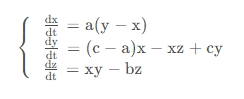 dx/dt = a(y − x)
dy/dt = (c − a)x − xz + cy
dz/dt = xy − bz